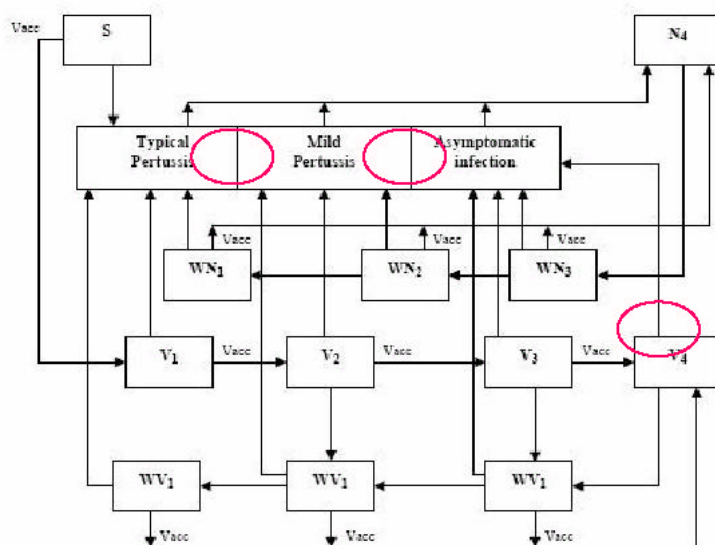 Vacc
S
N4
Typical
Pertussis
Mild
Pertussis
Asymptomatic
infection
Vacc
Vacc
Vacc
WN1
WN2
WN3
V1
Vacc
V2
Vacc
V3
Vacc
V4
WV1
WV1
WV1
Vacc
Vacc
Vacc